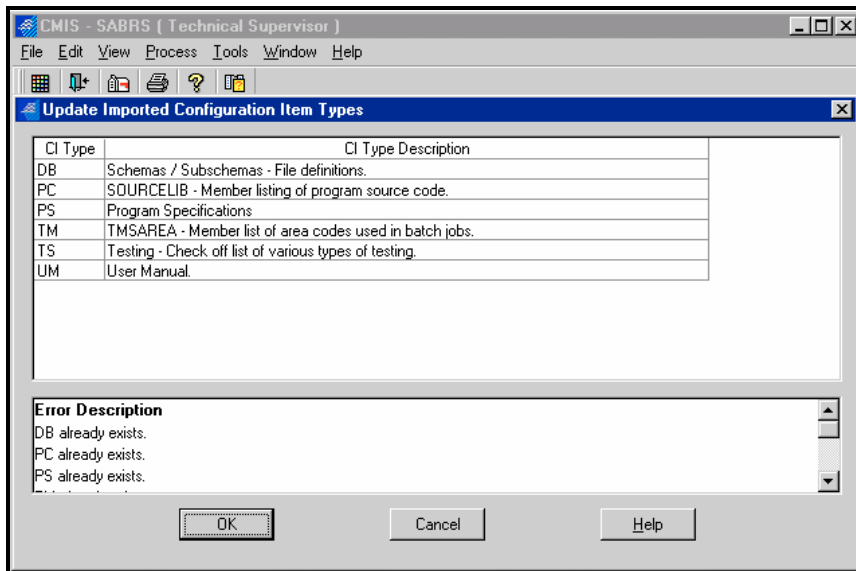 CMIS - SABRS ( Technical Supervisor )
File Edit View Process Tools Window Help
Update Imported Configuration Item Types
CI Type CI Type Description
DB Schemas / Subschemas - File definitions.
PC SOURCELIB - Member listing of program source code.
PS Program Specifications
TM TMSAREA - Member list of area codes used in batch jobs.
TS Testing - Check off list of various types of testing.
UM User Manual.
Error Description
DB already exists.
PC already exists.
PS already exists.
OK Cancel Help